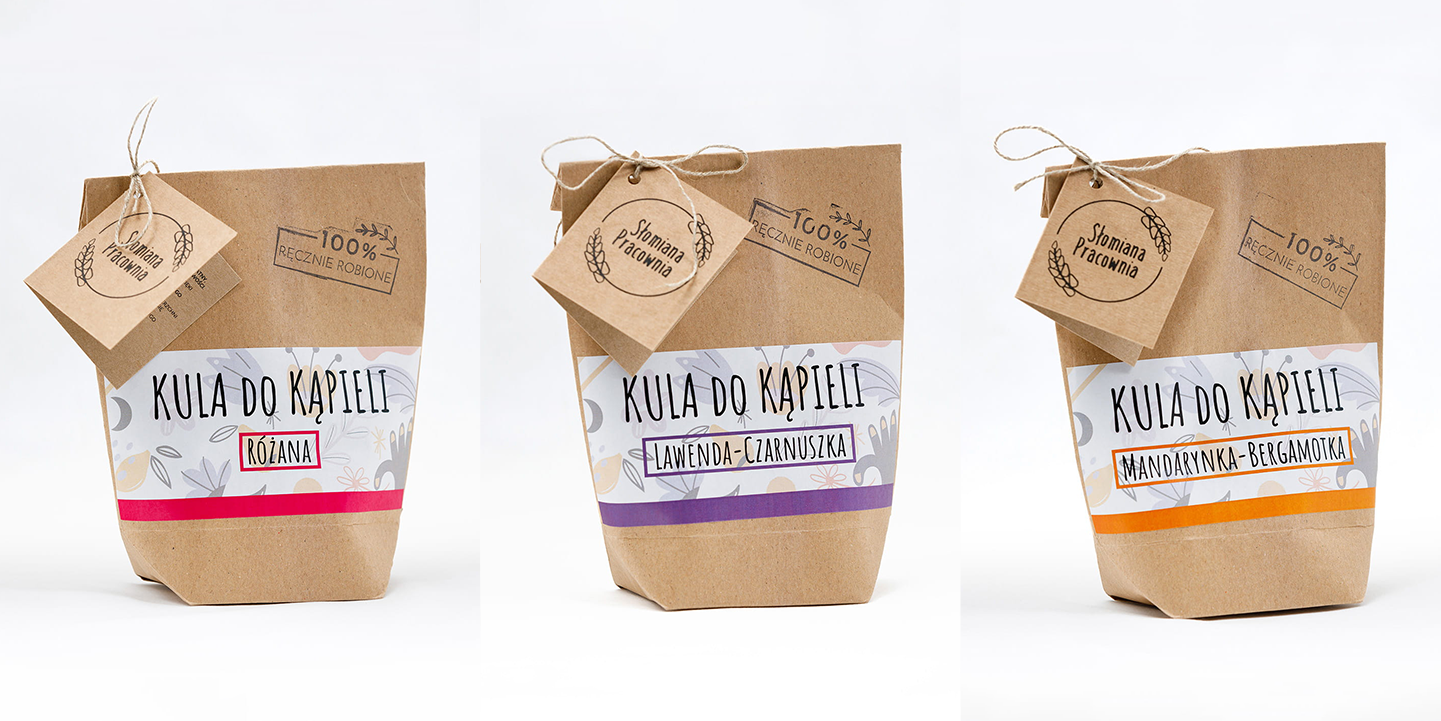 Słomiana
Pracownia
100%
RĘCZNIE ROBIONE
KULA DO KĄPIELI
RÓŻANA
Słomiana
Pracownia
100%
RĘCZNIE ROBIONE
KULA DO KĄPIELI
LAWENDA-CZARNUSZKA
Słomiana
Pracownia
100%
RĘCZNIE ROBIONE
KULA DO KĄPIELI
MANDARYNKA-BERGAMOTKA